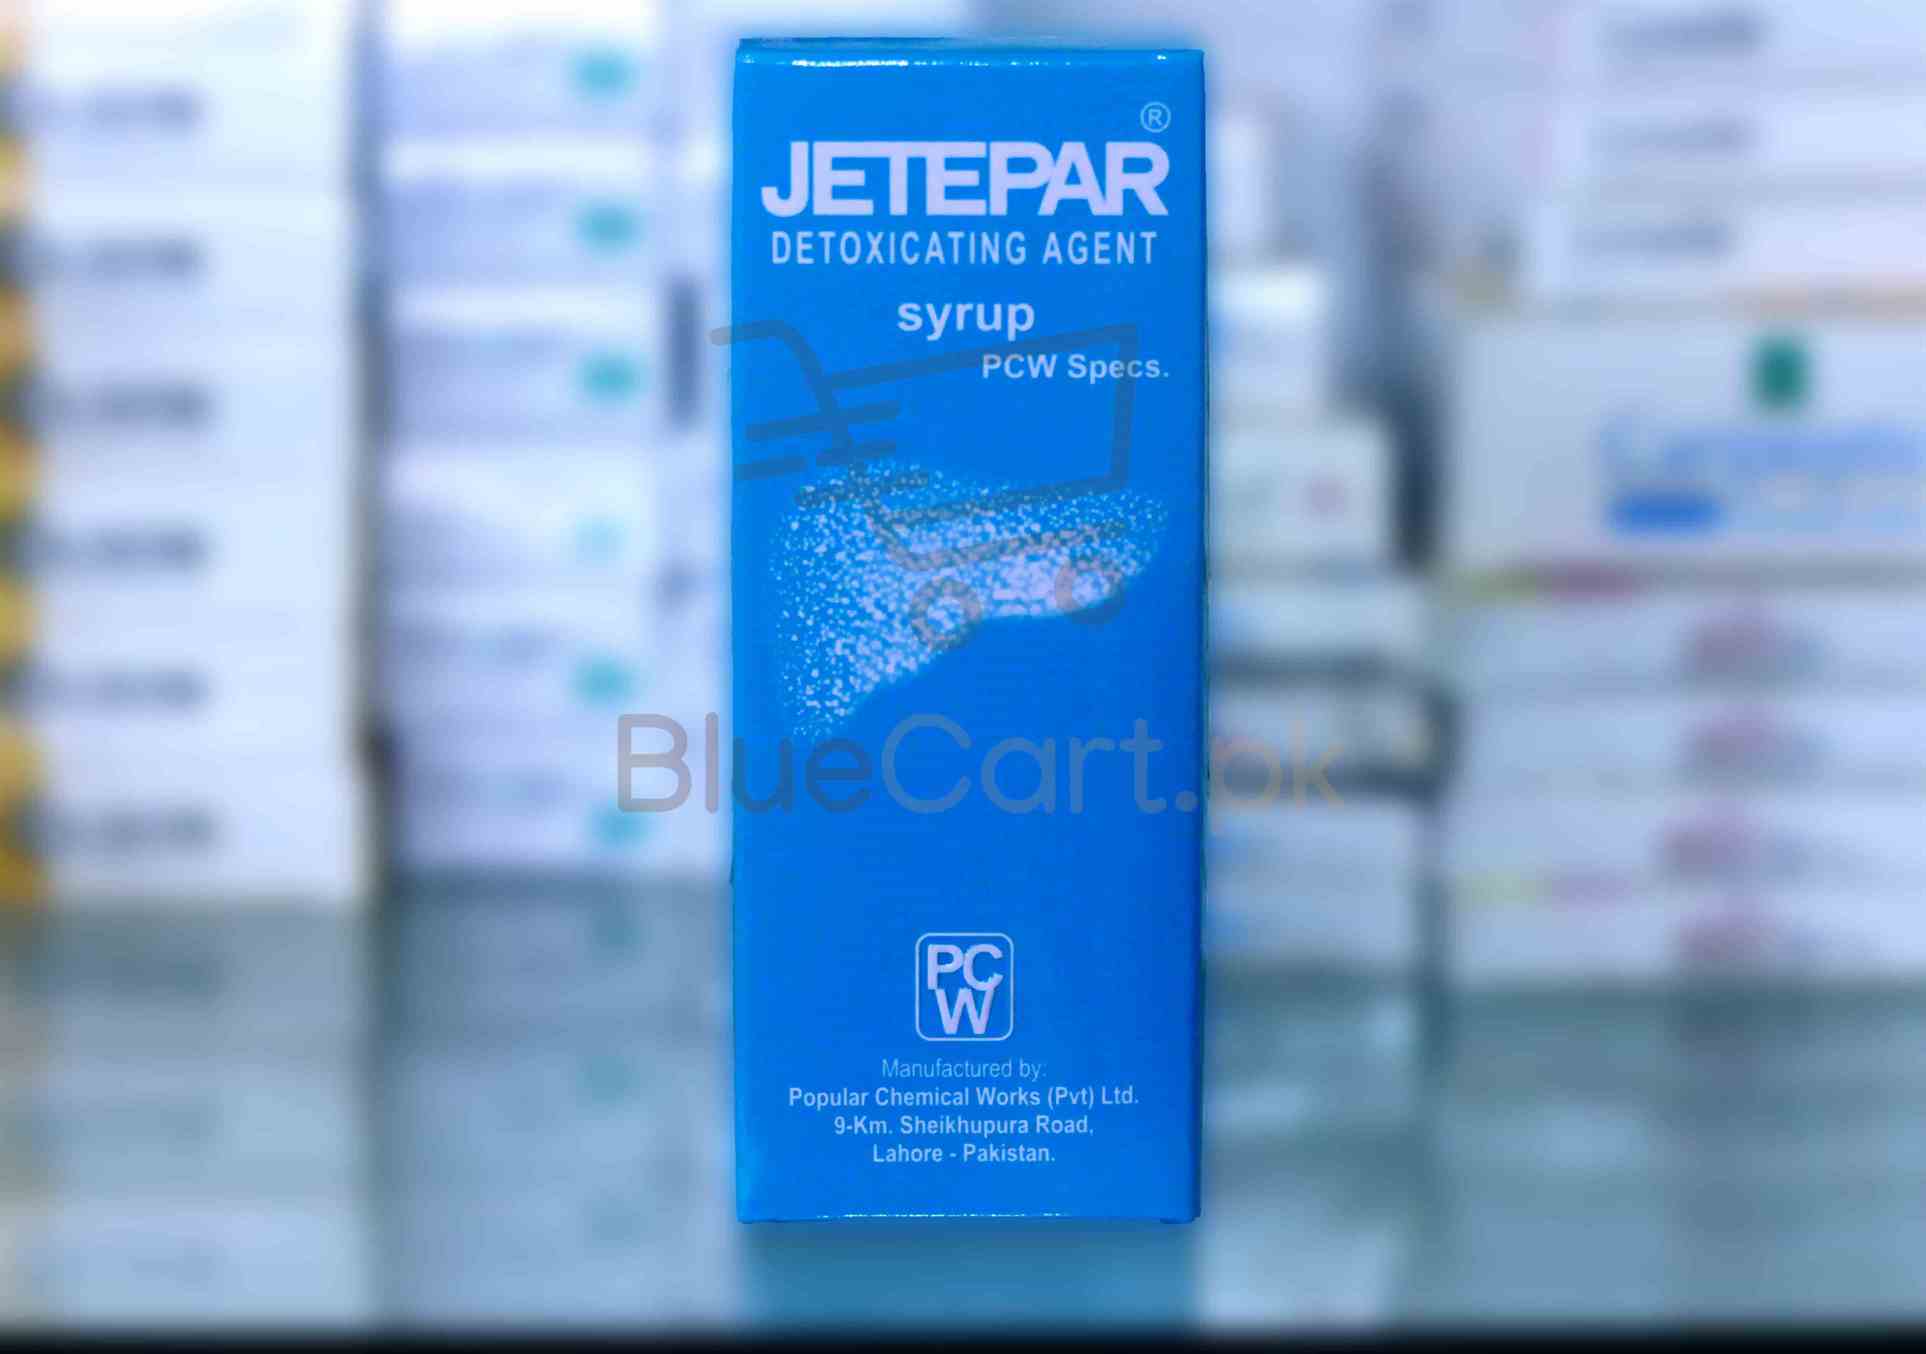 ®
JETEPAR
DETOXICATING AGENT
syrup
PCW Specs.
BlueCart.pk
PC
W
Manufactured by:
Popular Chemical Works (Pvt) Ltd.
9-Km. Sheikhupura Road,
Lahore - Pakistan.